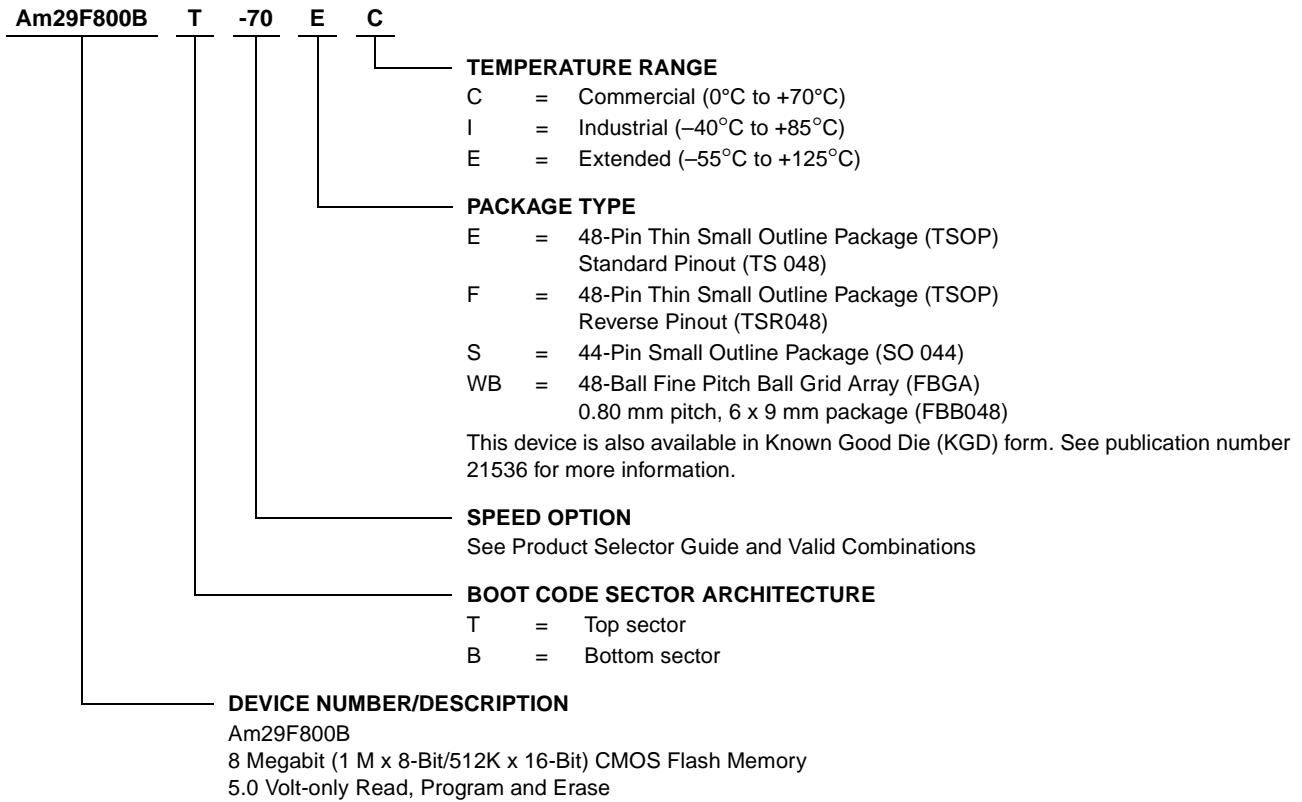 Am29F800B T -70 E C
TEMPERATURE RANGE
C = Commercial (0°C to +70°C)
I = Industrial (–40°C to +85°C)
E = Extended (–55°C to +125°C)
PACKAGE TYPE
E = 48-Pin Thin Small Outline Package (TSOP)
Standard Pinout (TS 048)
F = 48-Pin Thin Small Outline Package (TSOP)
Reverse Pinout (TSR048)
S = 44-Pin Small Outline Package (SO 044)
WB = 48-Ball Fine Pitch Ball Grid Array (FBGA)
0.80 mm pitch, 6 x 9 mm package (FBB048)
This device is also available in Known Good Die (KGD) form. See publication number
21536 for more information.
SPEED OPTION
See Product Selector Guide and Valid Combinations
BOOT CODE SECTOR ARCHITECTURE
T = Top sector
B = Bottom sector
DEVICE NUMBER/DESCRIPTION
Am29F800B
8 Megabit (1 M x 8-Bit/512K x 16-Bit) CMOS Flash Memory
5.0 Volt-only Read, Program and Erase